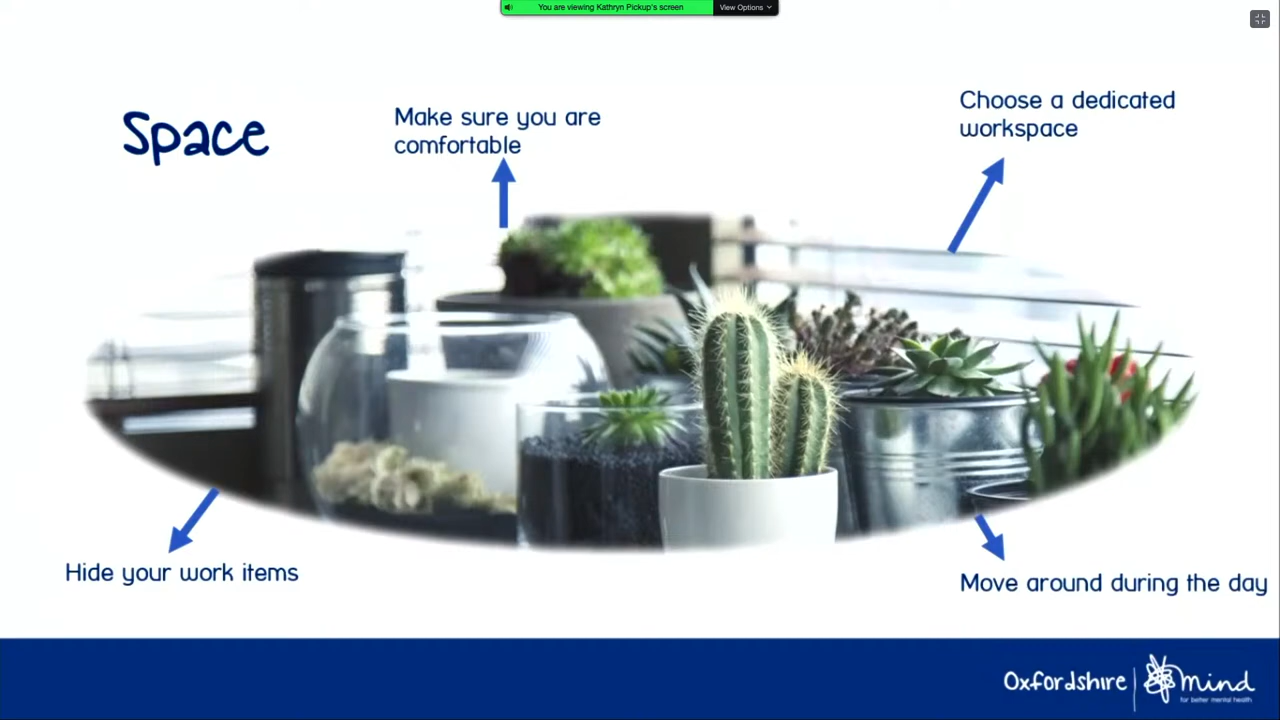 You are viewing Kathryn Pickup's screen
View Options
Space
Make sure you are
comfortable
Choose a dedicated
workspace
Hide your work items
Move around during the day
Oxfordshire
mind
for better mental health